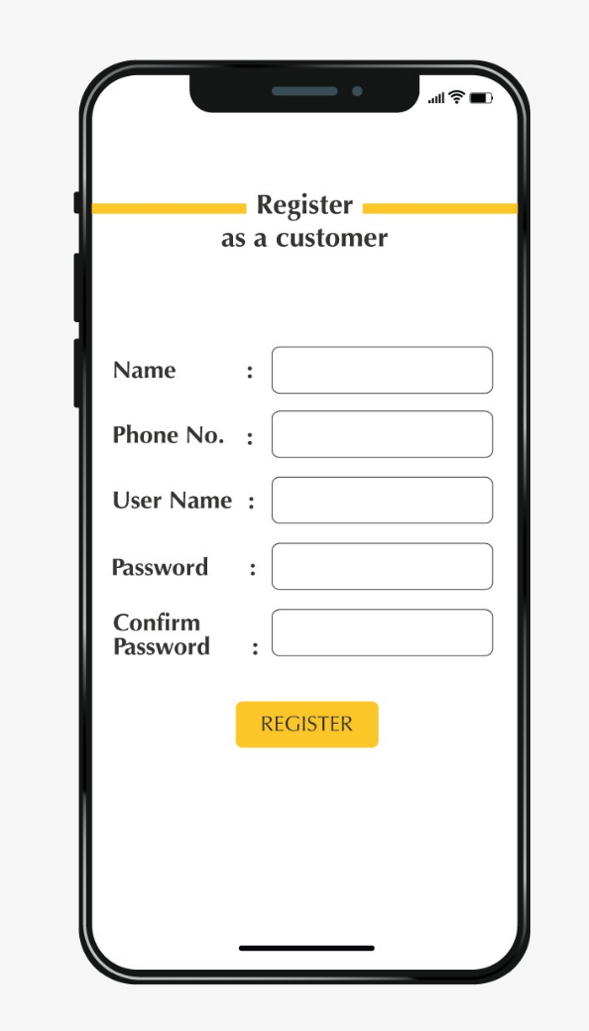 Register
as a customer
Name :
Phone No. :
User Name :
Password :
Confirm
Password :
REGISTER